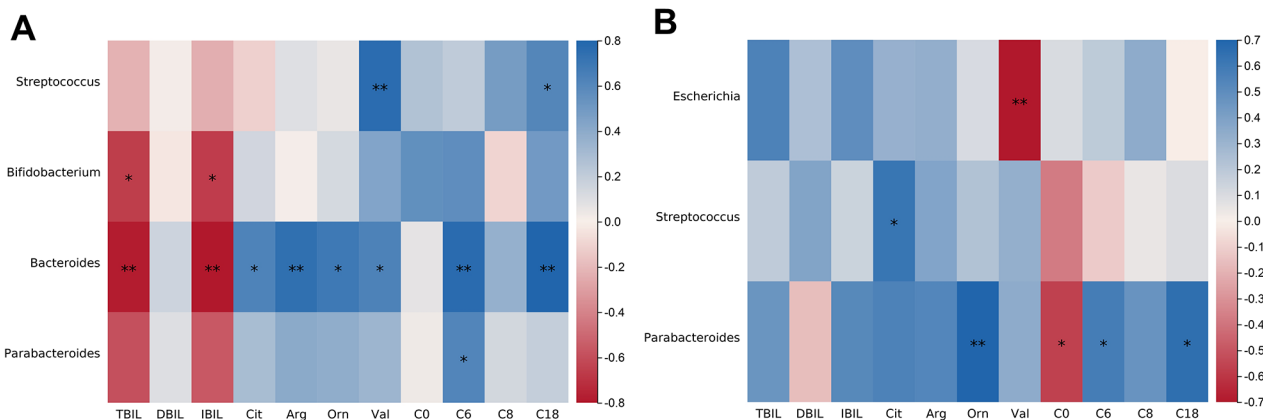 A
Streptococcus
Bifidobacterium
Bacteroides
Parabacteroides
** *
* *
** ** * ** * * ** **
*
TBIL DBIL IBIL Cit Arg Orn Val C0 C6 C8 C18
0.8
0.6
0.4
0.2
0.0
-0.2
-0.4
-0.6
-0.8
B
Escherichia
Streptococcus
Parabacteroides
**
*
** * * *
TBIL DBIL IBIL Cit Arg Orn Val C0 C6 C8 C18
0.7
0.6
0.5
0.4
0.3
0.2
0.1
0.0
-0.1
-0.2
-0.3
-0.4
-0.5
-0.6
-0.7